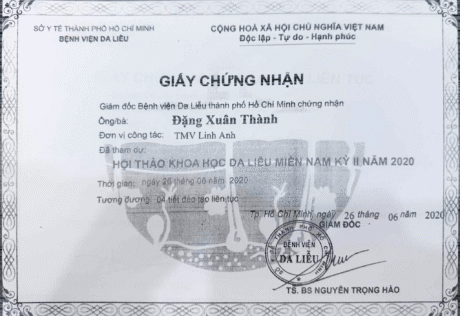 SỞ Y TẾ THÀNH PHỐ HỒ CHÍ MINH
BỆNH VIỆN DA LIỄU
CỘNG HOÀ XÃ HỘI CHỦ NGHĨA VIỆT NAM
Độc lập - Tự do - Hạnh phúc
GIẤY CHỨNG NHẬN
Giám đốc Bệnh viện Da Liễu thành phố Hồ Chí Minh chứng nhận
Ông/bà: Đặng Xuân Thành
Đơn vị công tác: TMV Linh Anh
Đã tham dự:
HỘI THẢO KHOA HỌC DA LIỄU MIỀN NAM KỲ II NĂM 2020
Thời gian: ngày 26 tháng 06 năm 2020
Tương đương: 04 tiết đào tạo liên tục
Tp. Hồ Chí Minh, ngày 26 tháng 06 năm 2020
GIÁM ĐỐC
BỆNH VIỆN
DA LIỄU
TS. BS NGUYỄN TRỌNG HÀO